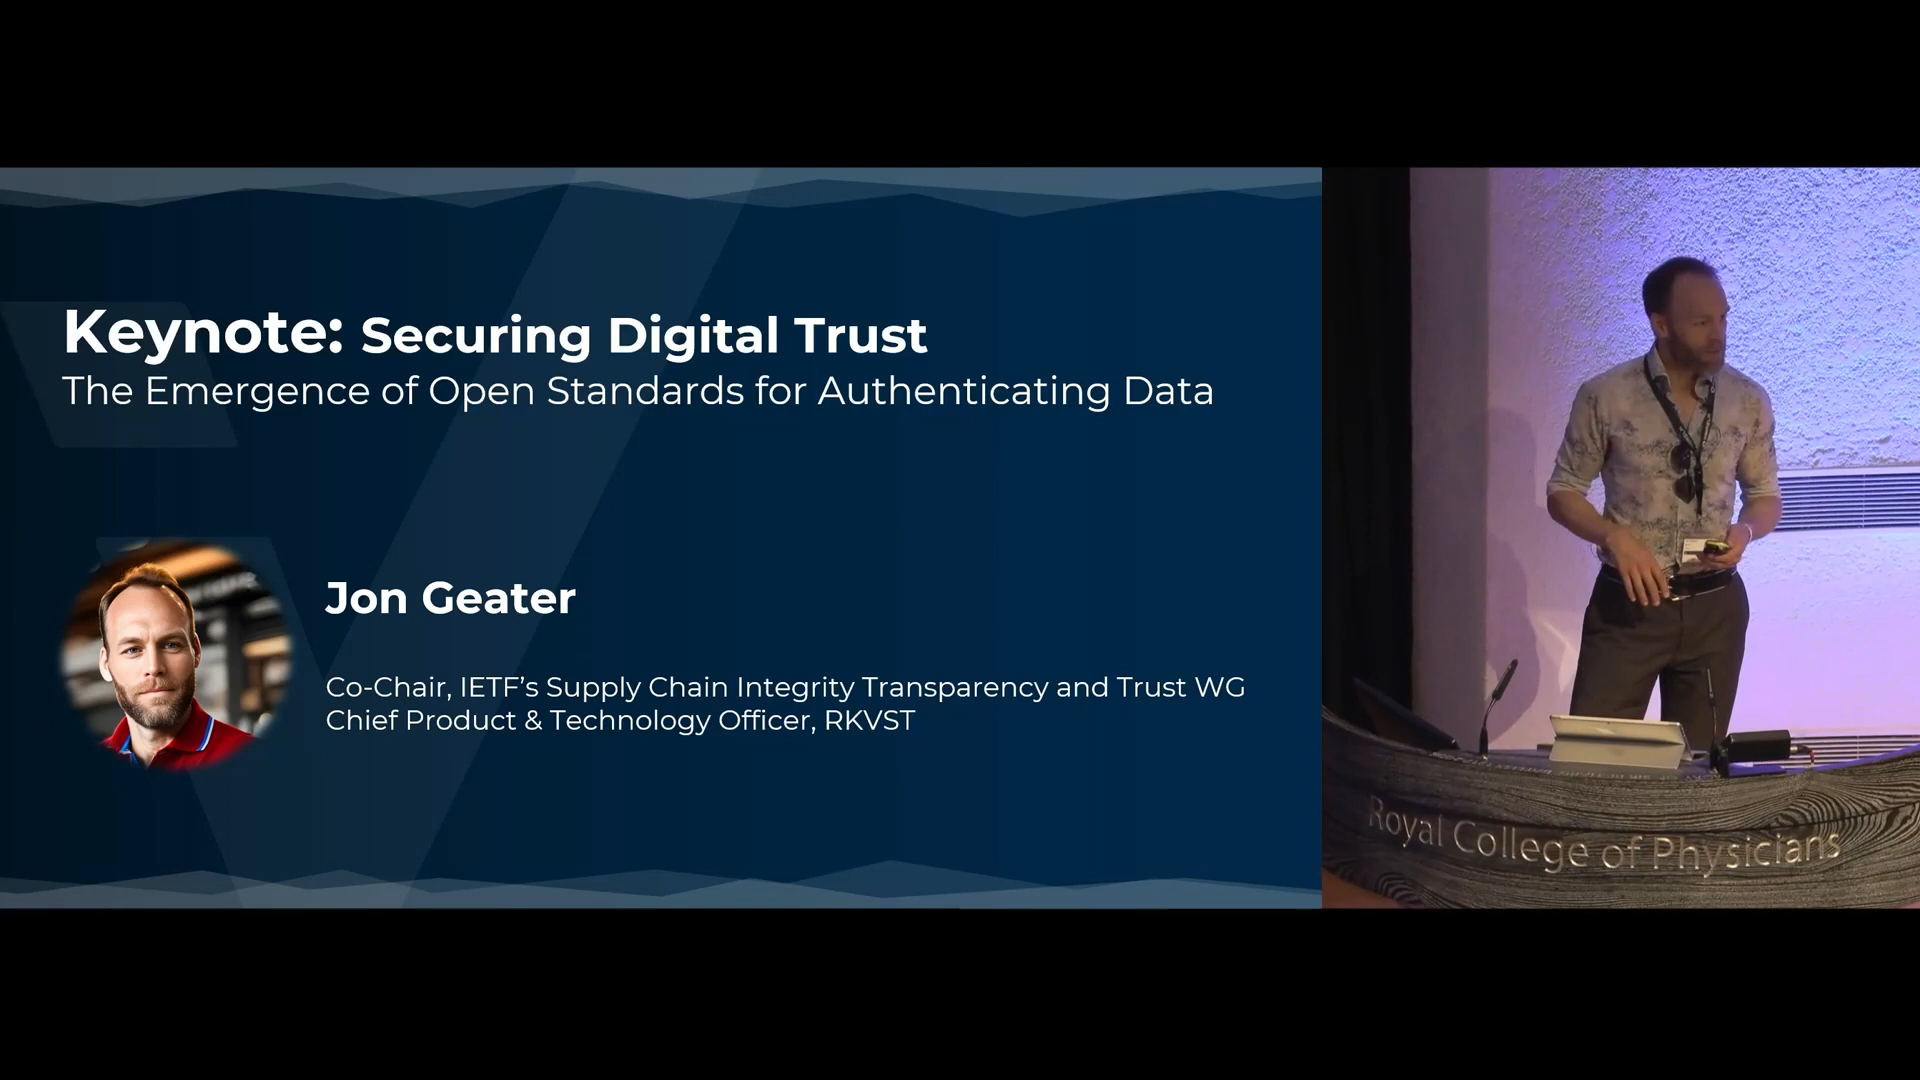 Keynote: Securing Digital Trust
The Emergence of Open Standards for Authenticating Data
Jon Geater
Co-Chair, IETF’s Supply Chain Integrity Transparency and Trust WG
Chief Product & Technology Officer, RKVST
Royal College of Physicians